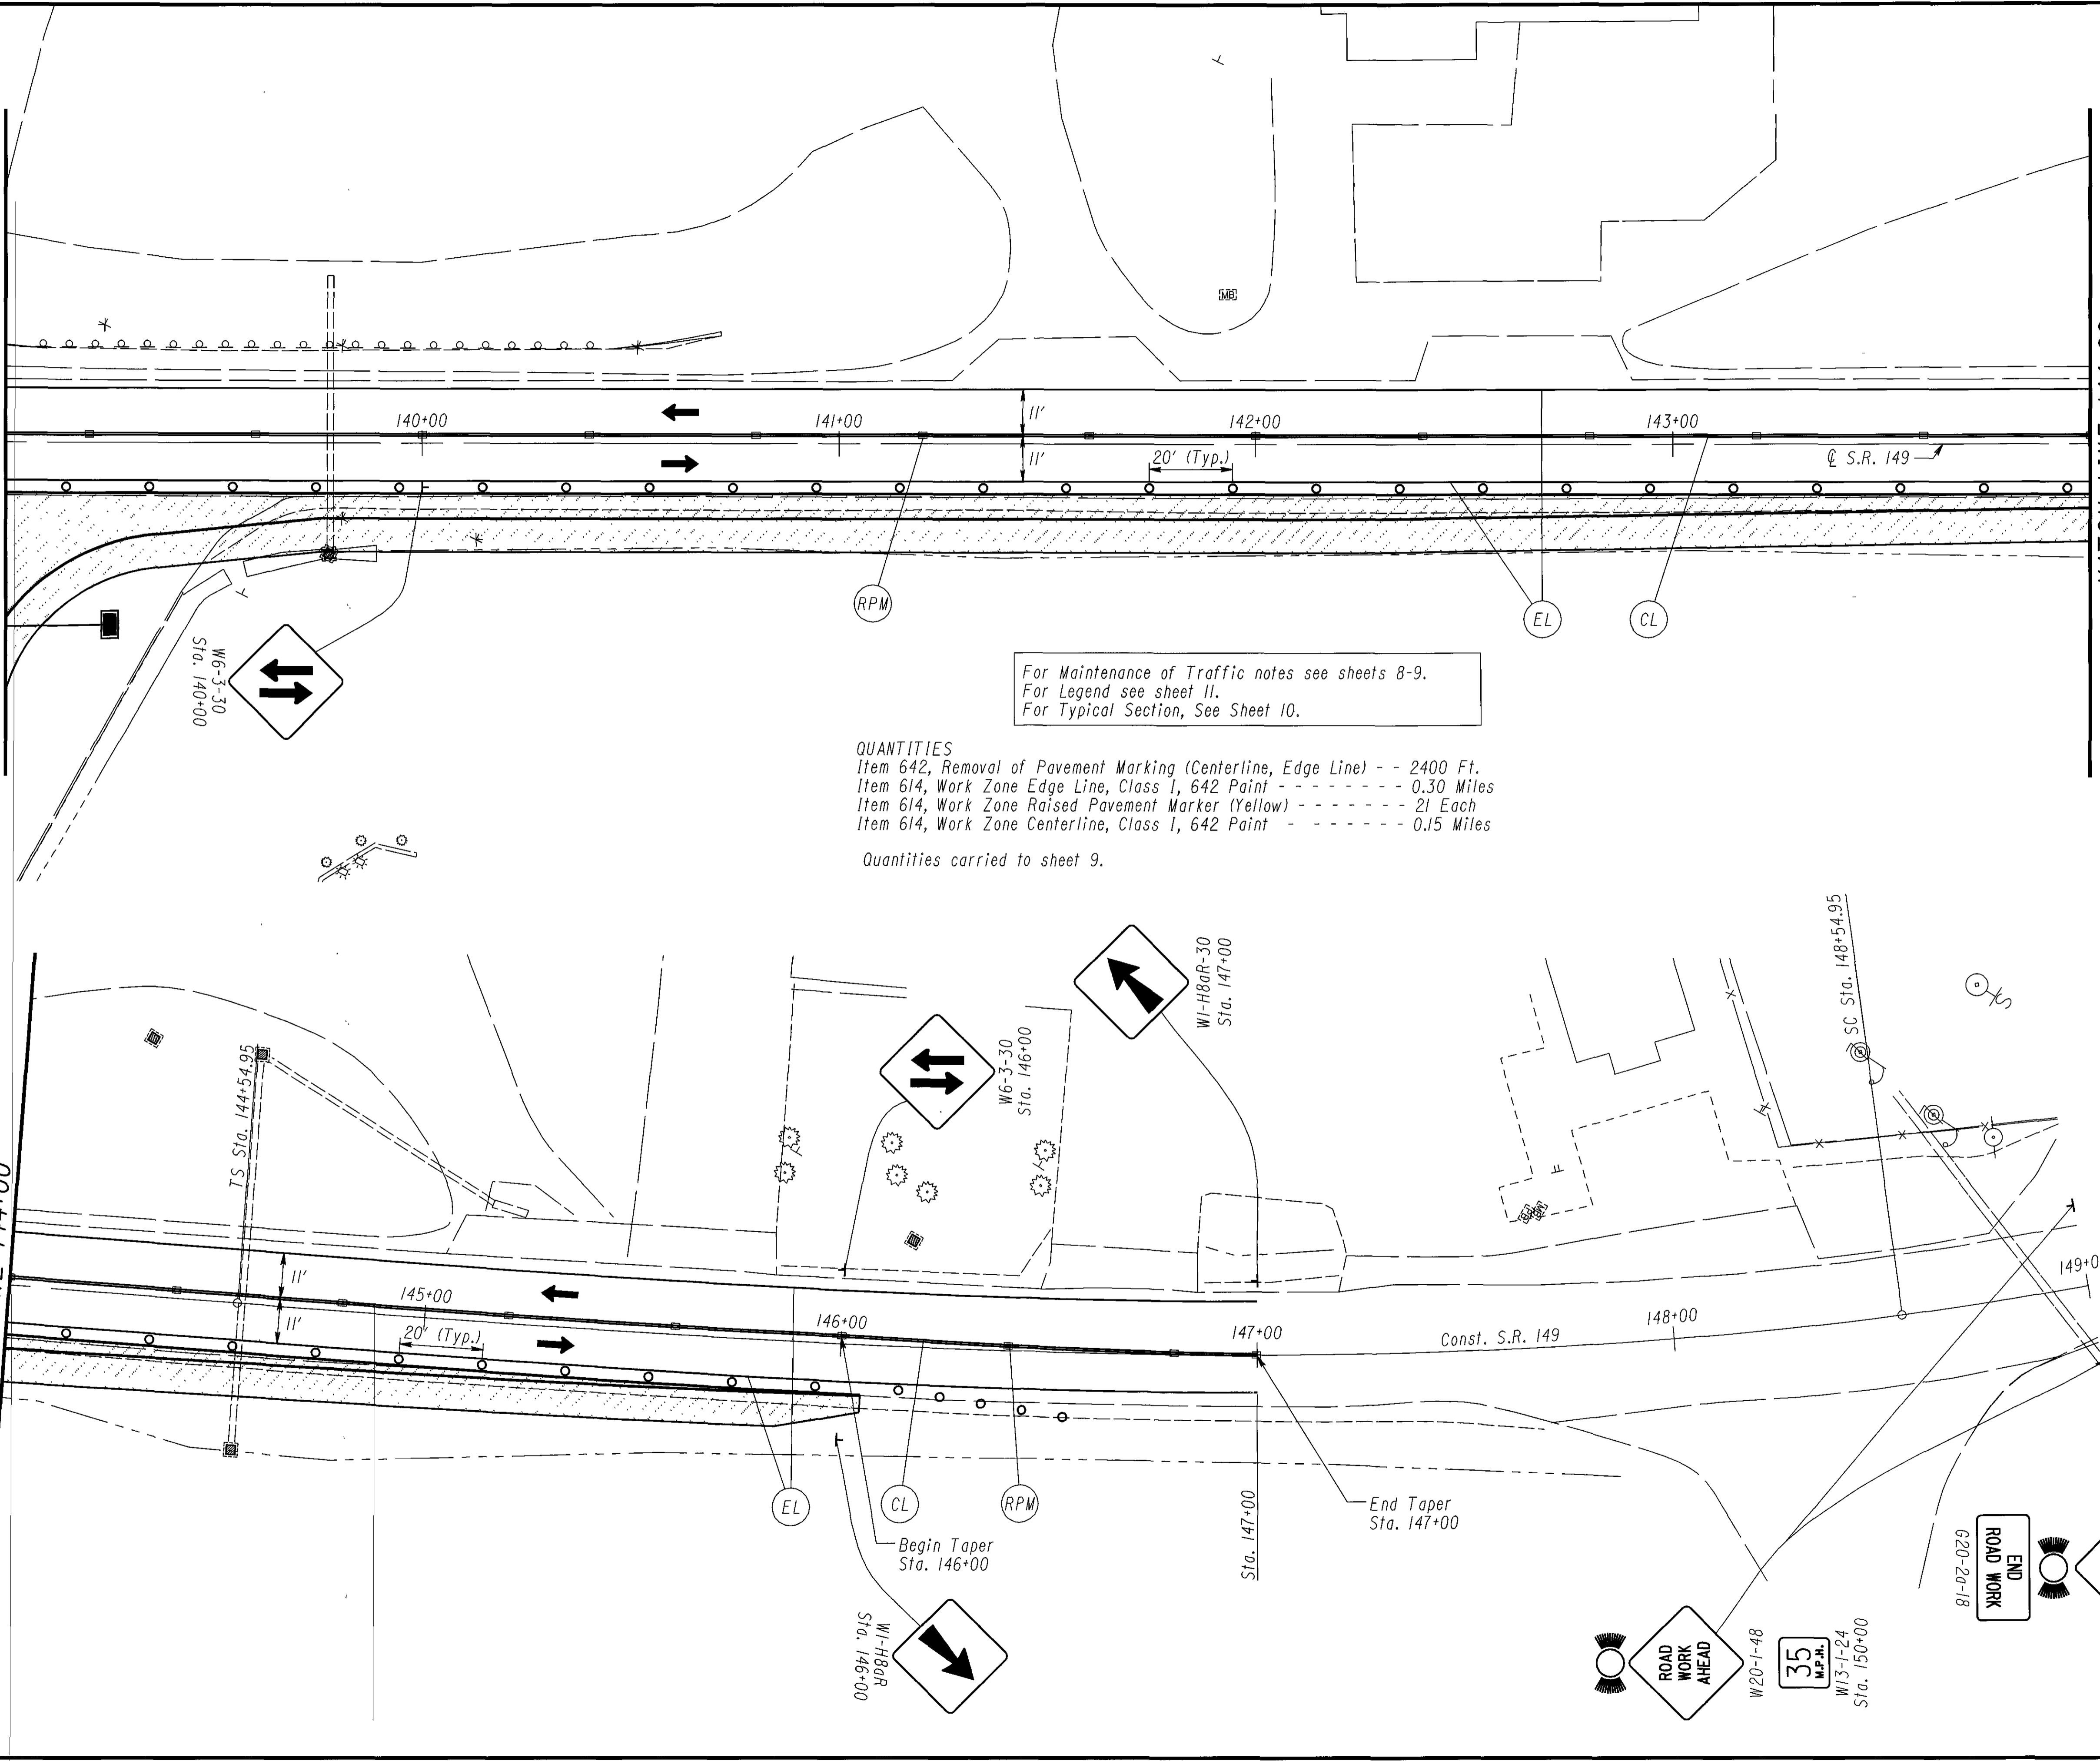 MB
140+00
141+00
142+00
143+00
11'
11'
20' (Typ.)
℄ S.R. 149
RPM
EL
CL
W6-3-30
Sta. 140+00
For Maintenance of Traffic notes see sheets 8-9.
For Legend see sheet 11.
For Typical Section, See Sheet 10.
QUANTITIES
Item 642, Removal of Pavement Marking (Centerline, Edge Line) - - 2400 Ft.
Item 614, Work Zone Edge Line, Class I, 642 Paint - - - - - - - - 0.30 Miles
Item 614, Work Zone Raised Pavement Marker (Yellow) - - - - - - - 21 Each
Item 614, Work Zone Centerline, Class I, 642 Paint - - - - - - - 0.15 Miles
Quantities carried to sheet 9.
W1-H8aR-30
Sta. 147+00
W6-3-30
Sta. 146+00
SC Sta. 148+54.95
TS Sta. 144+54.95
11'
11'
145+00
20' (Typ.)
146+00
147+00
Const. S.R. 149
148+00
149+0
EL
CL
RPM
Begin Taper
Sta. 146+00
End Taper
Sta. 147+00
Sta. 147+00
W1-H8aR
Sta. 146+00
ROAD
WORK
AHEAD
W20-1-48
35
M.P.H.
W13-1-24
Sta. 150+00
END
ROAD WORK
G20-2a-18